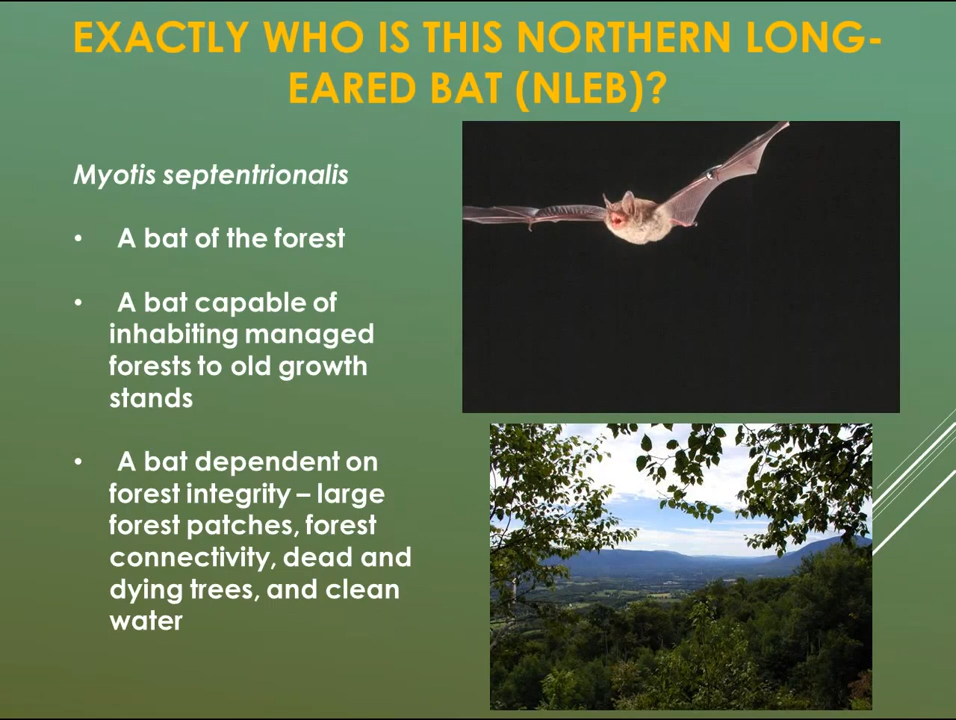 EXACTLY WHO IS THIS NORTHERN LONG-
EARED BAT (NLEB)?
Myotis septentrionalis
• A bat of the forest
• A bat capable of
inhabiting managed
forests to old growth
stands
• A bat dependent on
forest integrity – large
forest patches, forest
connectivity, dead and
dying trees, and clean
water